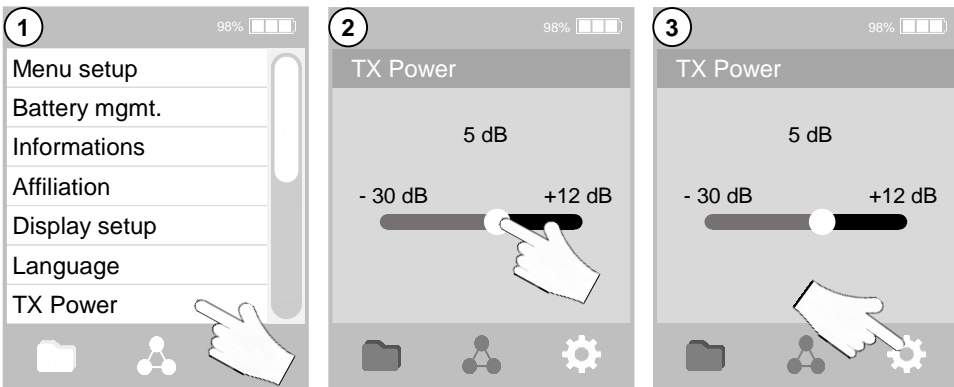 1
98%
Menu setup
Battery mgmt.
Informations
Affiliation
Display setup
Language
TX Power
2
98%
TX Power
5 dB
- 30 dB +12 dB
3
98%
TX Power
5 dB
- 30 dB +12 dB